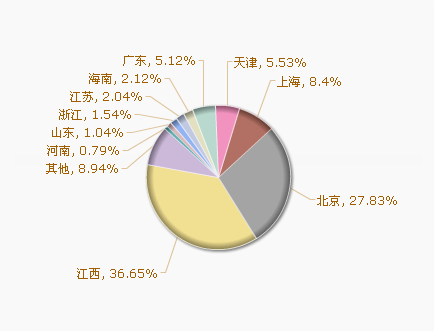 广东, 5.12%
天津, 5.53%
海南, 2.12%
上海, 8.4%
江苏, 2.04%
浙江, 1.54%
山东, 1.04%
河南, 0.79%
其他, 8.94%
北京, 27.83%
江西, 36.65%